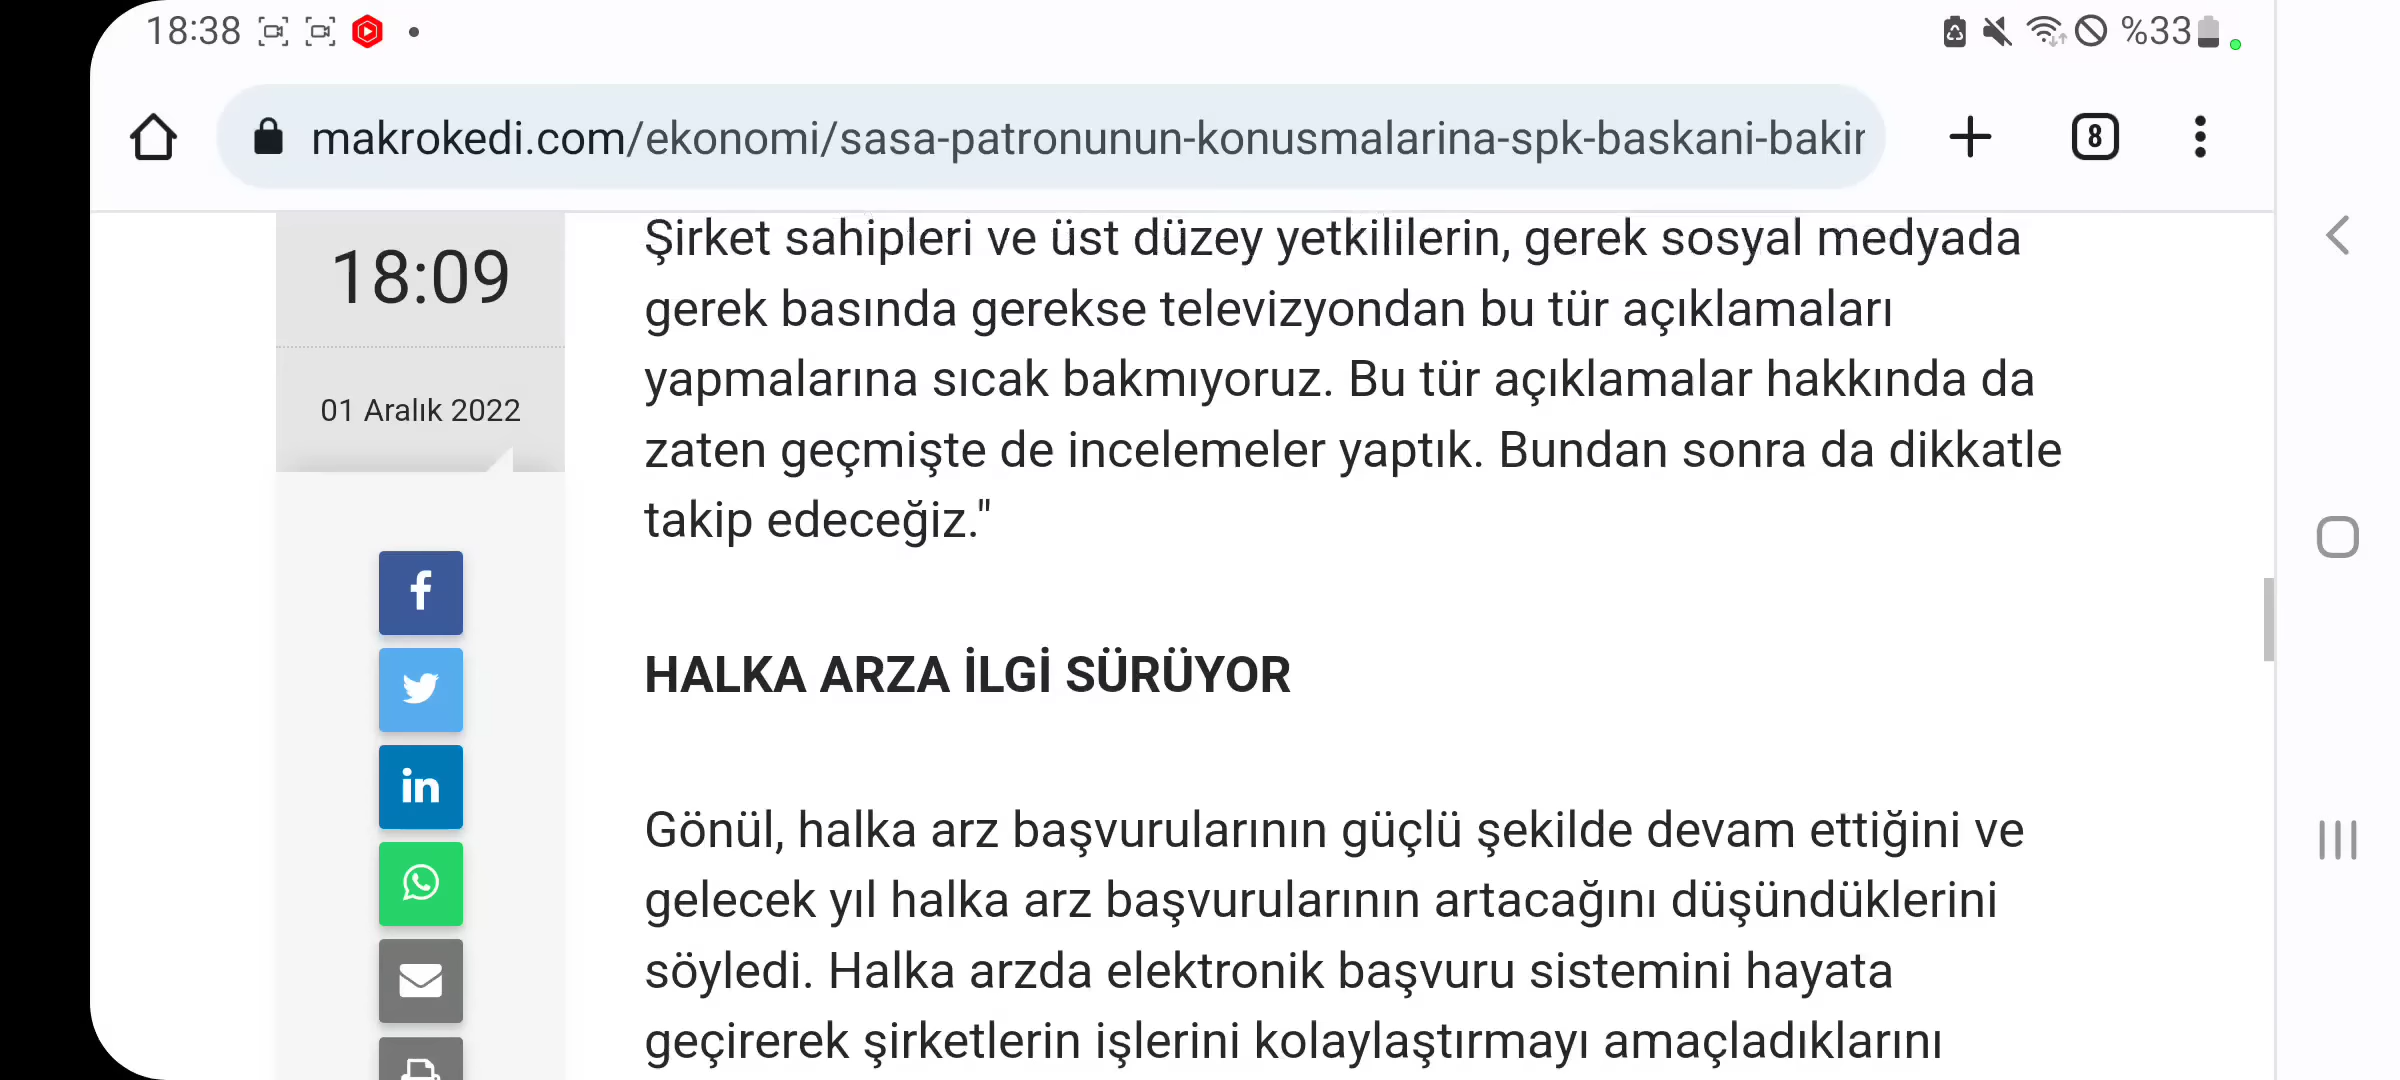 18:38
%33
makrokedi.com/ekonomi/sasa-patronunun-konusmalarina-spk-baskani-bakir
8
18:09
01 Aralık 2022
Şirket sahipleri ve üst düzey yetkililerin, gerek sosyal medyada
gerek basında gerekse televizyondan bu tür açıklamaları
yapmalarına sıcak bakmıyoruz. Bu tür açıklamalar hakkında da
zaten geçmişte de incelemeler yaptık. Bundan sonra da dikkatle
takip edeceğiz."
HALKA ARZA İLGİ SÜRÜYOR
Gönül, halka arz başvurularının güçlü şekilde devam ettiğini ve
gelecek yıl halka arz başvurularının artacağını düşündüklerini
söyledi. Halka arzda elektronik başvuru sistemini hayata
geçirerek şirketlerin işlerini kolaylaştırmayı amaçladıklarını